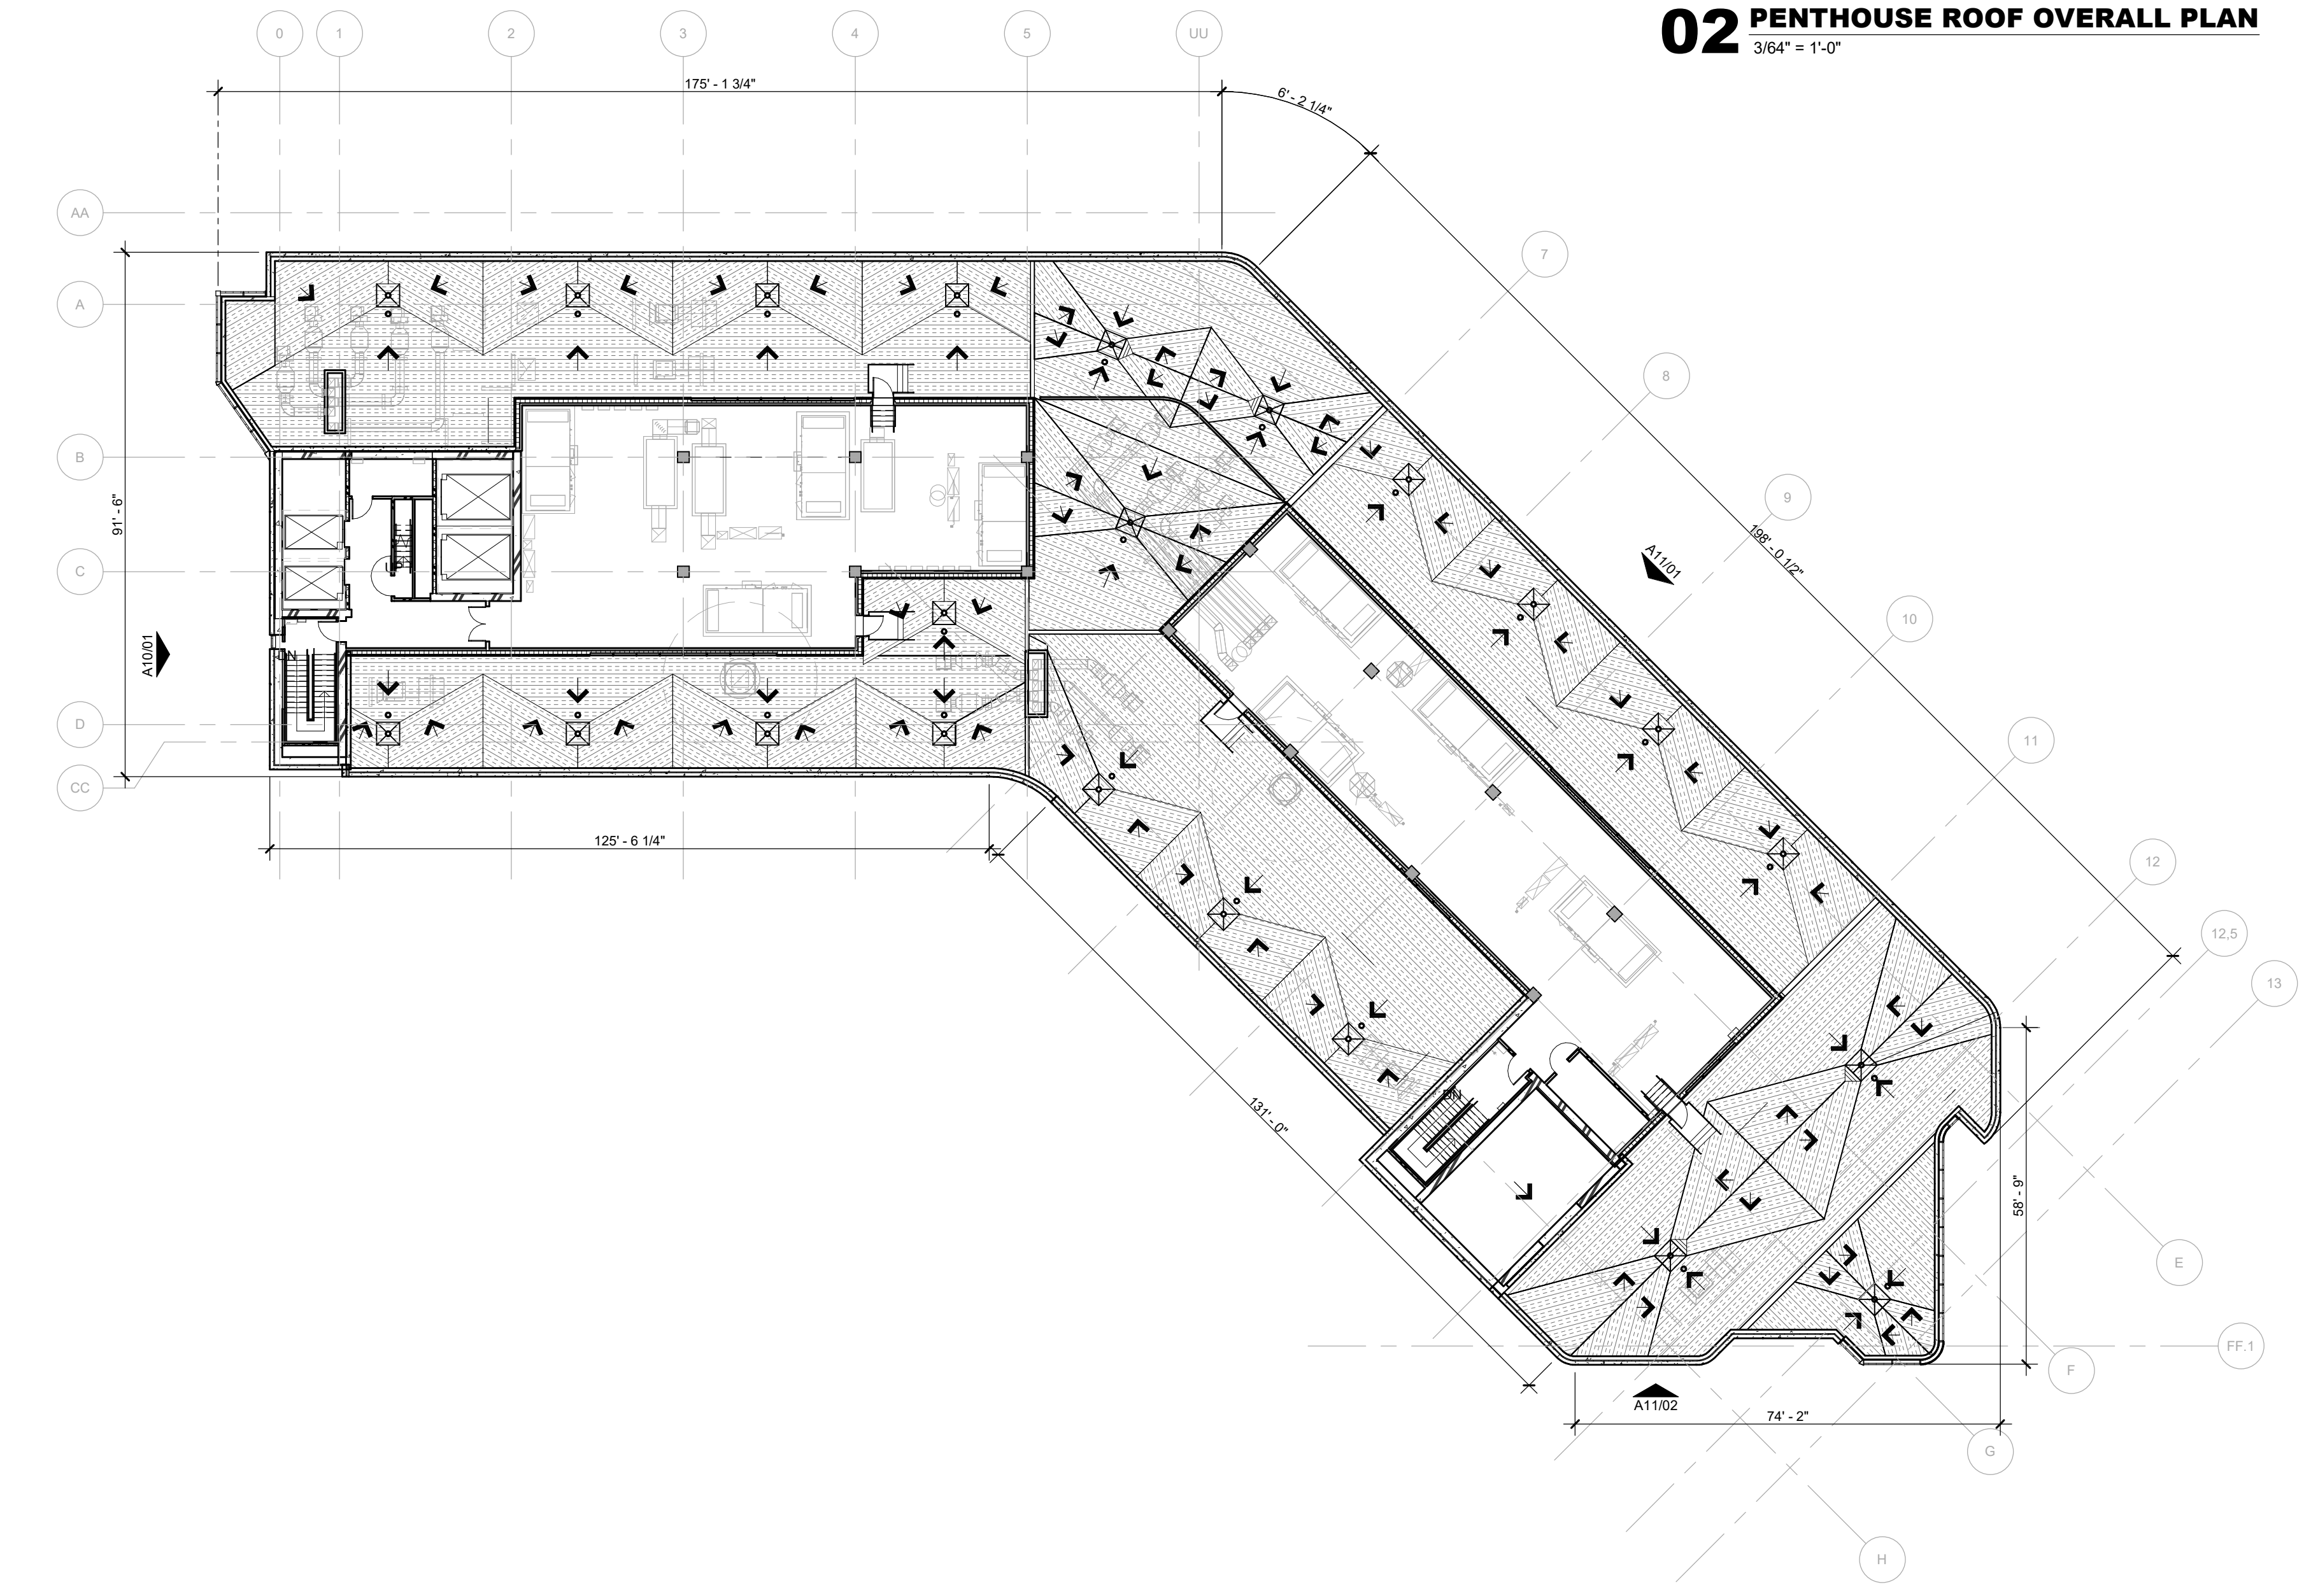 02 PENTHOUSE ROOF OVERALL PLAN
3/64" = 1'-0"
0
1
2
3
4
5
UU
175' - 1 3/4"
6' - 2 1/4"
AA
A
B
C
D
CC
91' - 6"
A10/01
7
8
9
10
11
12
12,5
13
A11/01
198' - 0 1/2"
125' - 6 1/4"
131' - 0"
DN
58' - 9"
E
F
FF.1
G
H
A11/02
74' - 2"